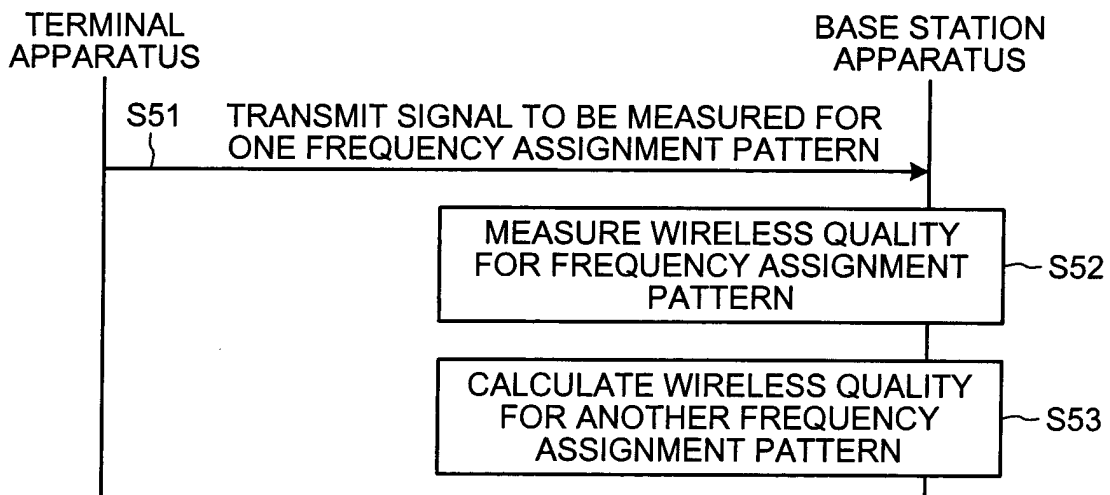 TERMINAL
APPARATUS
BASE STATION
APPARATUS
S51
TRANSMIT SIGNAL TO BE MEASURED FOR
ONE FREQUENCY ASSIGNMENT PATTERN
MEASURE WIRELESS QUALITY
FOR FREQUENCY ASSIGNMENT
PATTERN
S52
CALCULATE WIRELESS QUALITY
FOR ANOTHER FREQUENCY
ASSIGNMENT PATTERN
S53